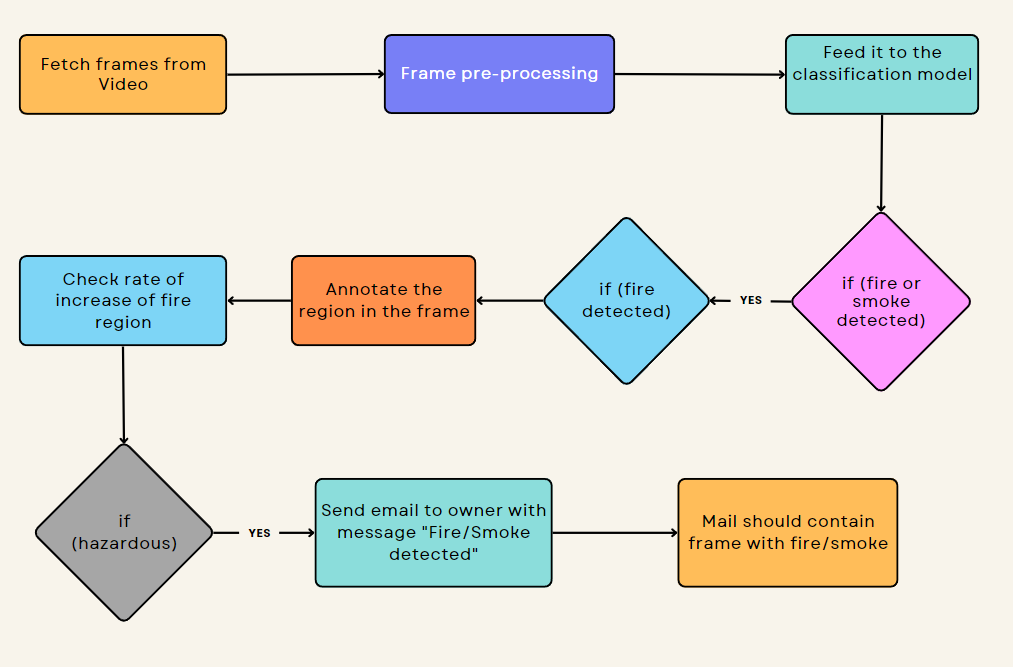 Fetch frames from
Video
Frame pre-processing
Feed it to the
classification model
if (fire or
smoke
detected)
YES
if (fire
detected)
Annotate the
region in the frame
Check rate of
increase of fire
region
if
(hazardous)
YES
Send email to owner with
message "Fire/Smoke
detected"
Mail should contain
frame with fire/smoke